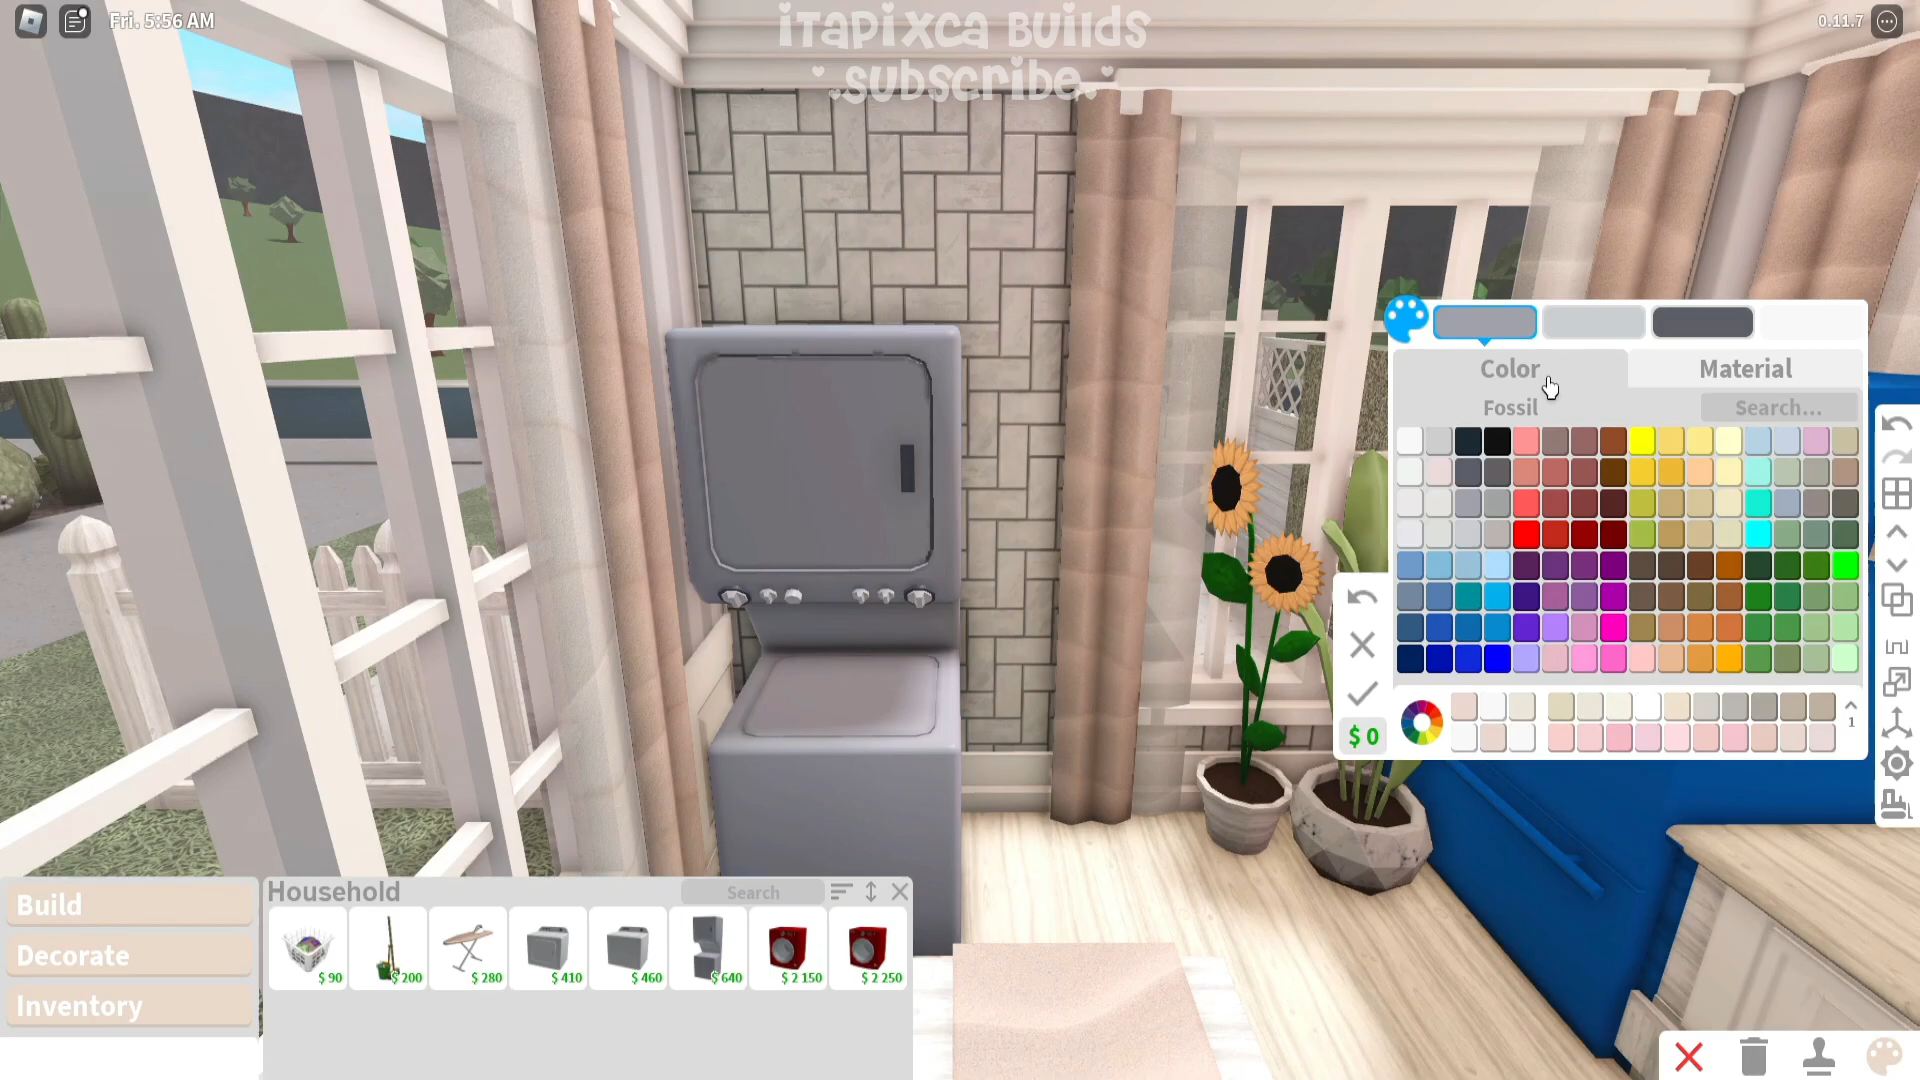 Fri. 5:56 AM
iTapixca Builds
subscribe
0.11.7
Color
Material
Fossil
Search...
$ 0
1
Build
Decorate
Inventory
Household
Search
$ 90
$ 200
$ 280
$ 410
$ 460
$ 640
$ 2 150
$ 2 250